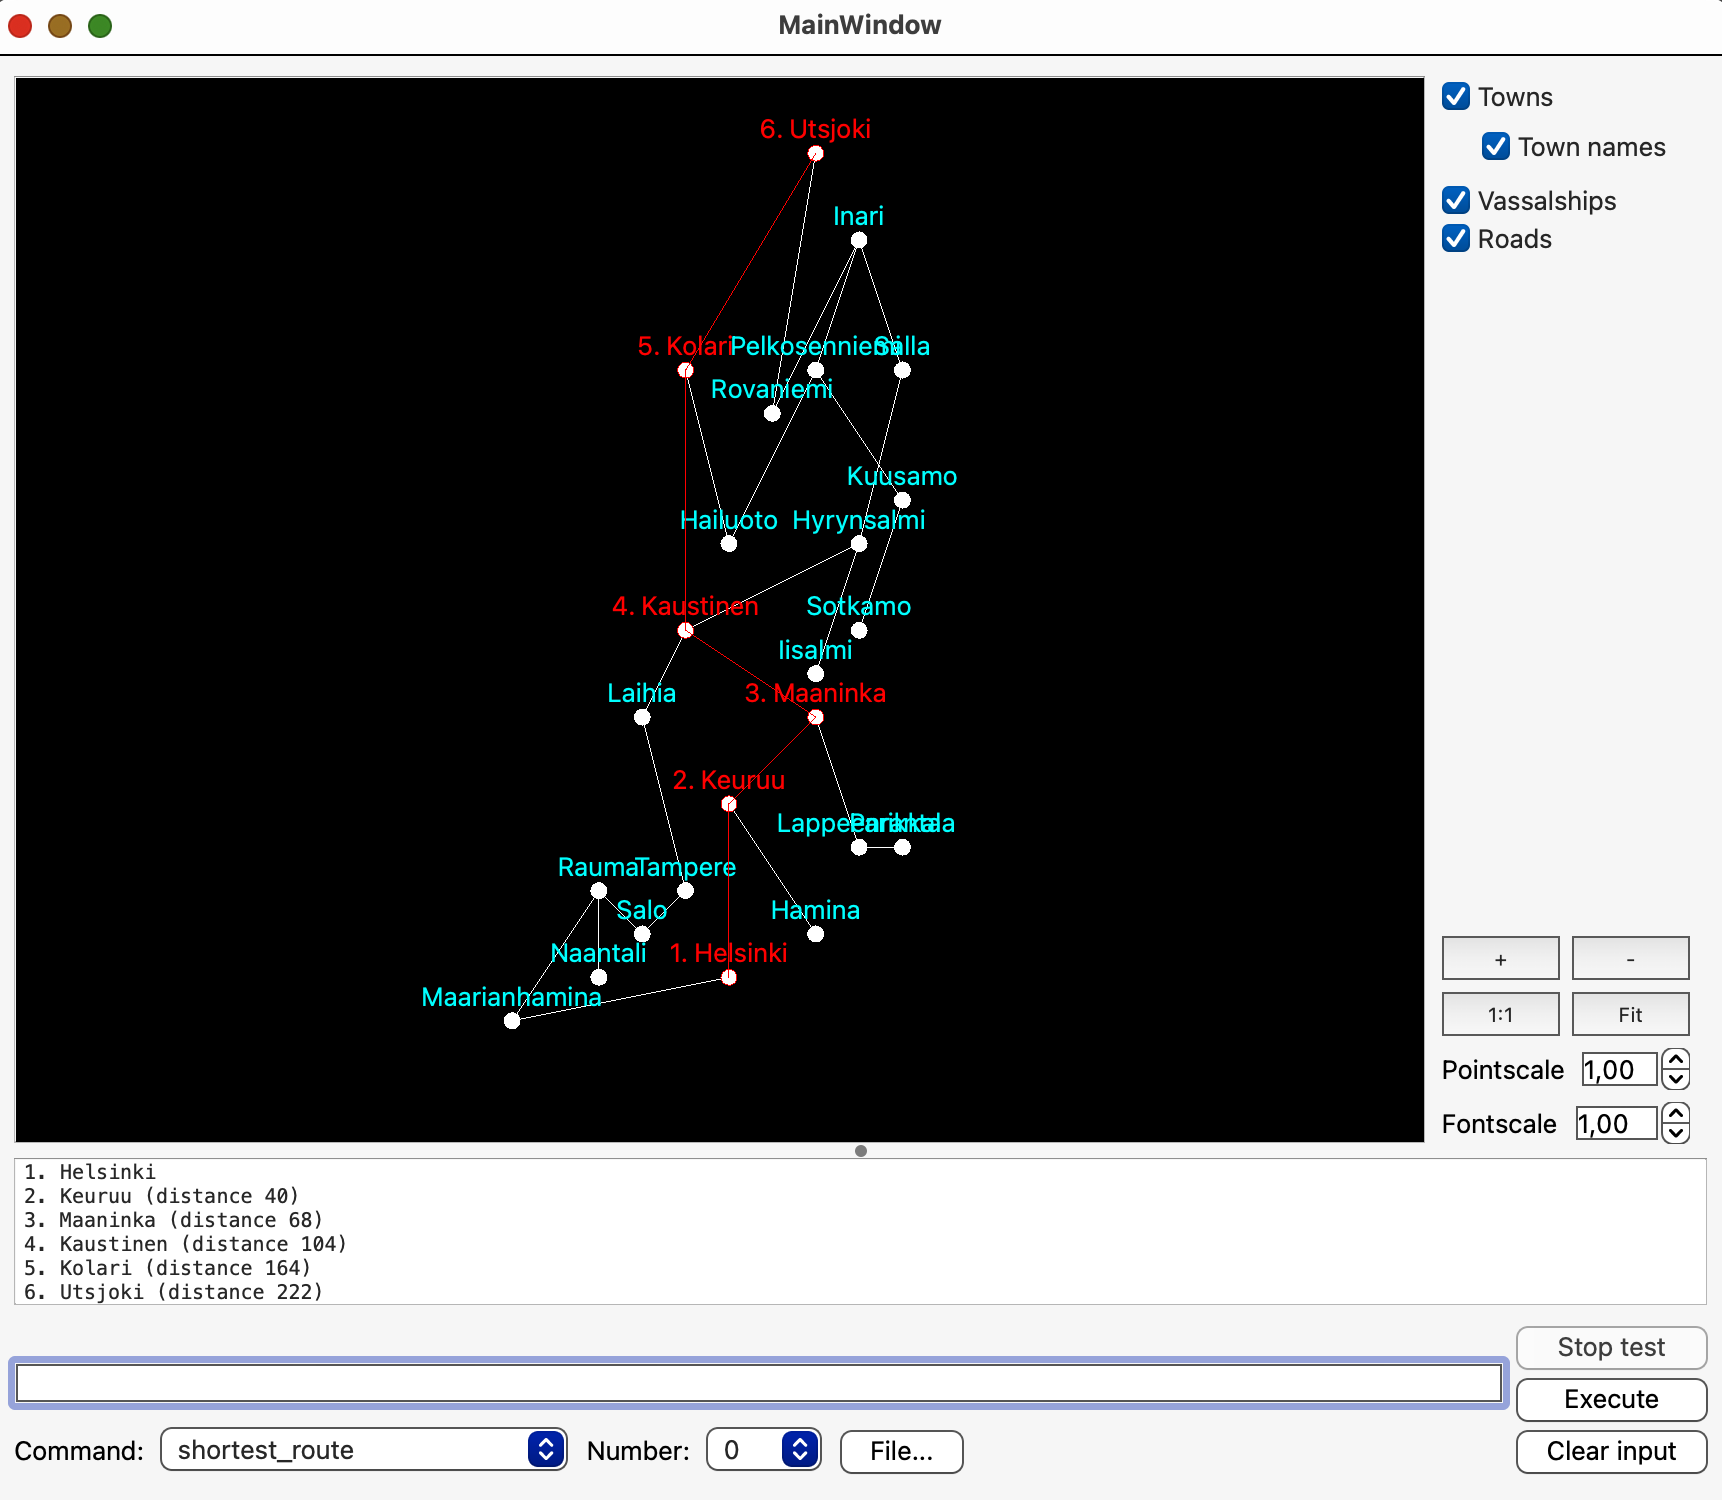 MainWindow
6. Utsjoki
Inari
5. Kolari
Pelkosenniemi
Salla
Rovaniemi
Kuusamo
Hailuoto
Hyrynsalmi
4. Kaustinen
Sotkamo
Iisalmi
Laihia
3. Maaninka
2. Keuruu
Lappeenranta
Parikkala
Rauma
Tampere
Salo
Hamina
Naantali
1. Helsinki
Maarianhamina
Towns
Town names
Vassalships
Roads
+
-
1:1
Fit
Pointscale 1,00
Fontscale 1,00
1. Helsinki
2. Keuruu (distance 40)
3. Maaninka (distance 68)
4. Kaustinen (distance 104)
5. Kolari (distance 164)
6. Utsjoki (distance 222)
Stop test
Execute
Command: shortest_route Number: 0 File...
Clear input